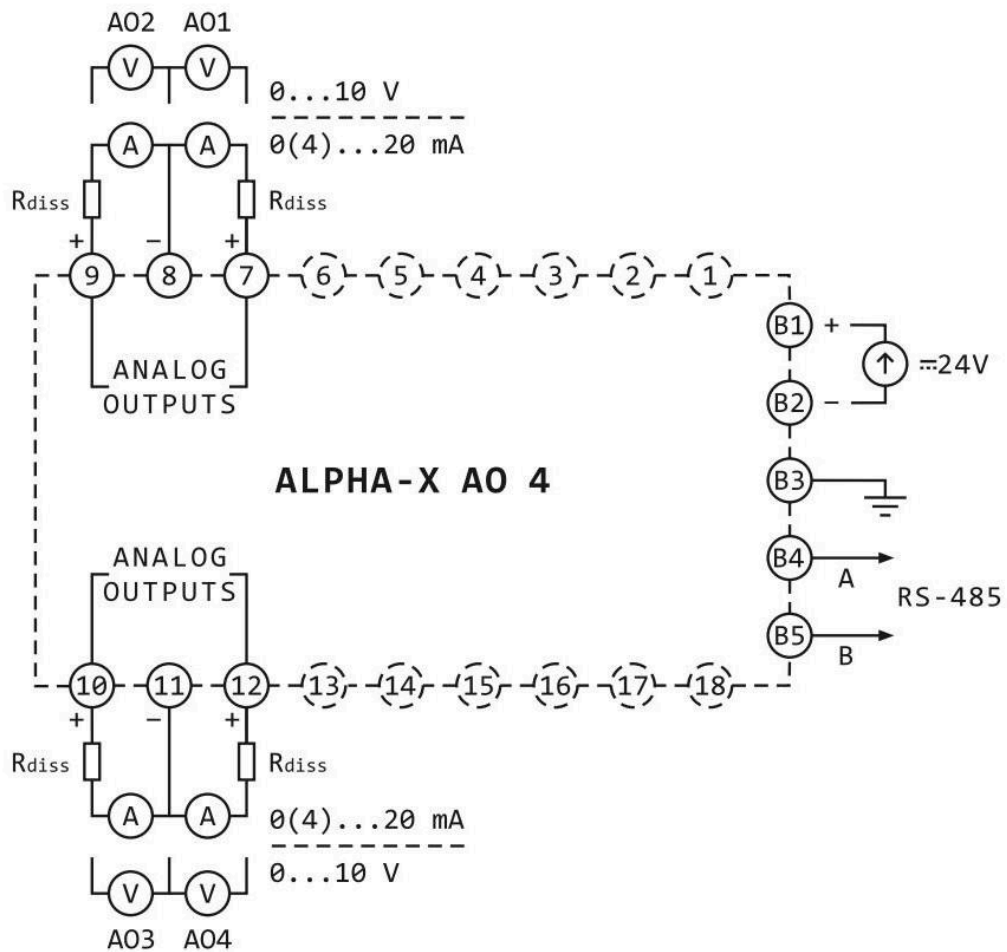 AO2 AO1
V V
0...10 V
A A
0(4)...20 mA
Rdiss Rdiss
+ − +
9 8 7 6 5 4 3 2 1
B1 +
⎓24V
B2 −
ANALOG
OUTPUTS
ALPHA-X AO 4
B3
ANALOG
OUTPUTS
B4
A
RS-485
B5
B
10 11 12 13 14 15 16 17 18
+ − +
Rdiss Rdiss
A A
0(4)...20 mA
0...10 V
V V
AO3 AO4